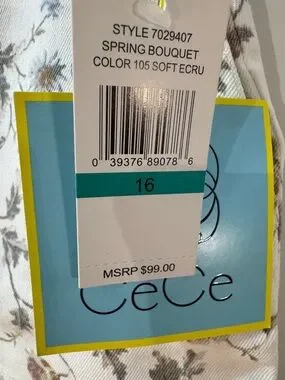 STYLE 7029407
SPRING BOUQUET
COLOR 105 SOFT ECRU
0 39376 89078 6
16
MSRP $99.00
CeCe